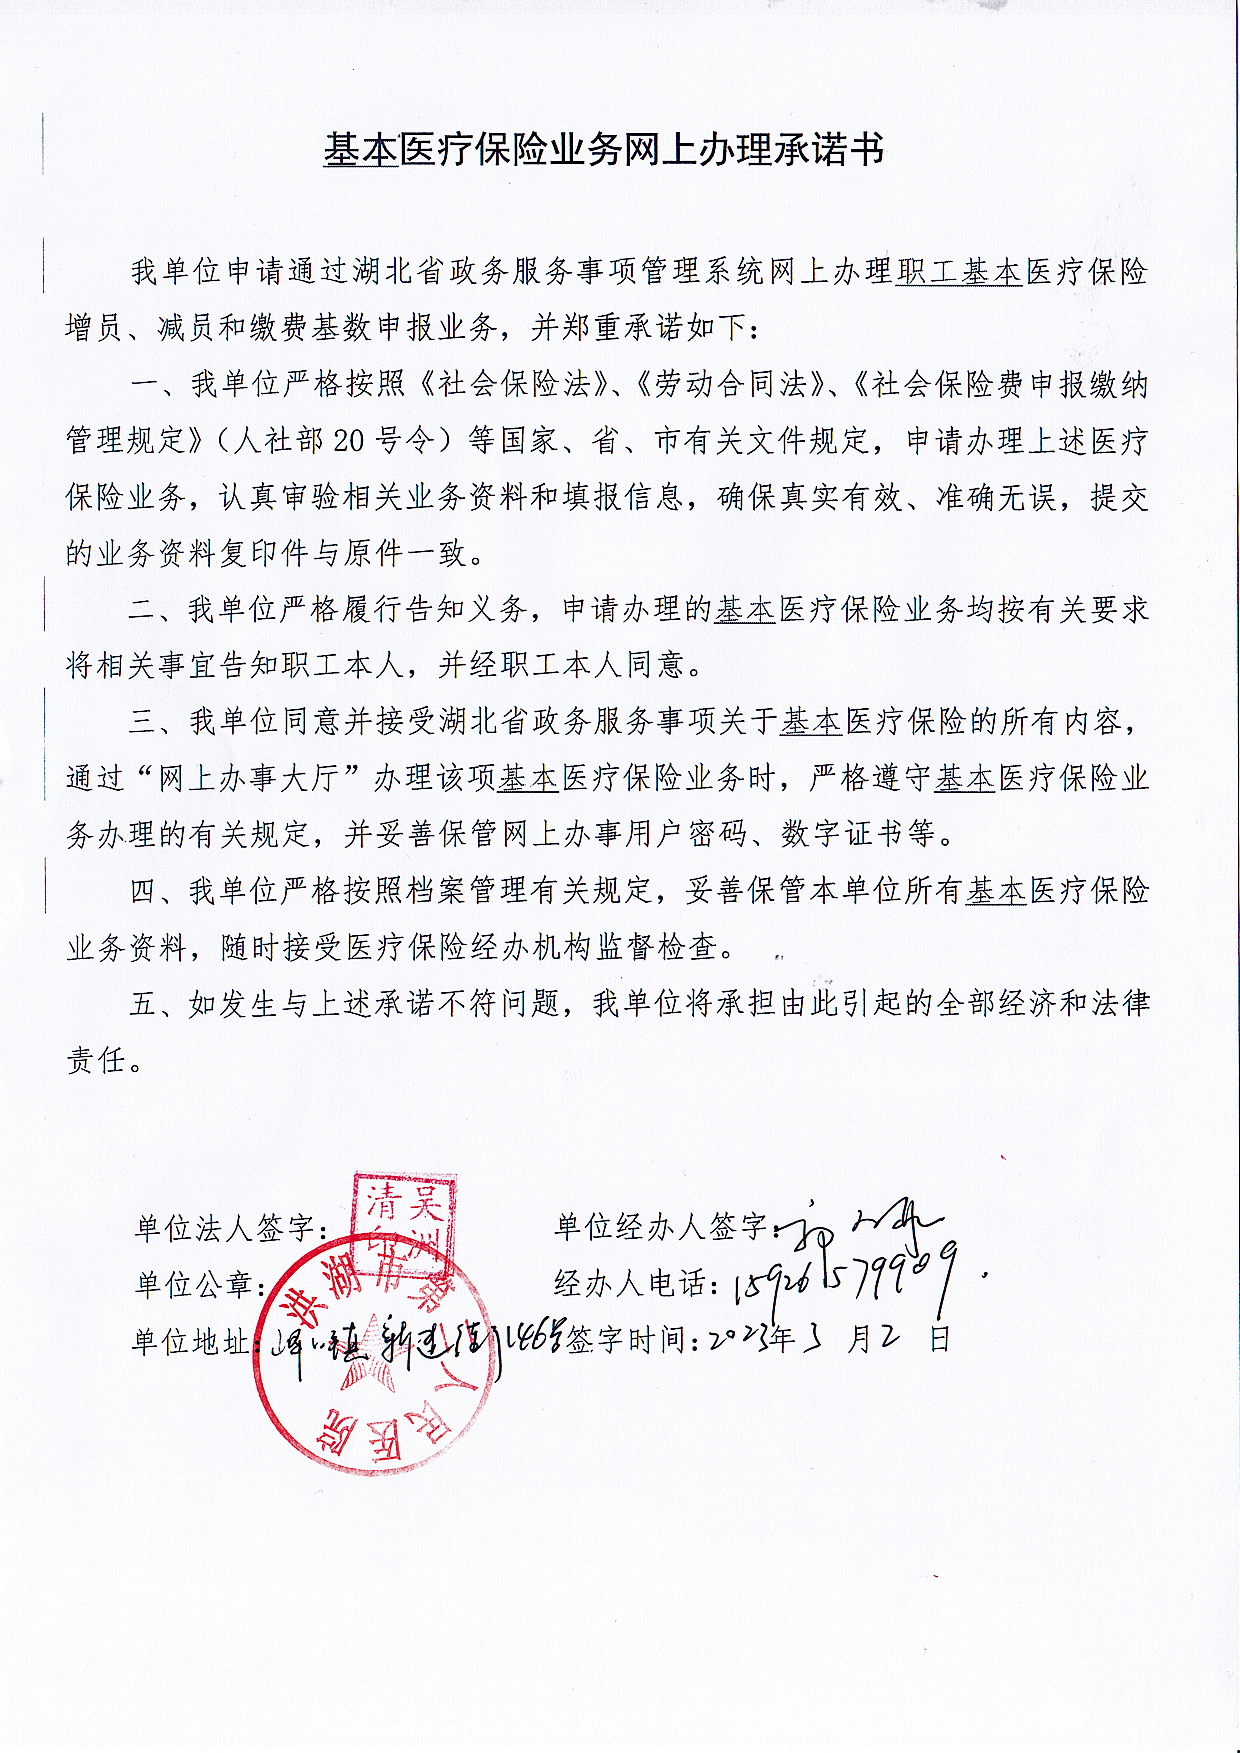 基本医疗保险业务网上办理承诺书
我单位申请通过湖北省政务服务事项管理系统网上办理职工基本医疗保险
增员、减员和缴费基数申报业务，并郑重承诺如下：
一、我单位严格按照《社会保险法》、《劳动合同法》、《社会保险费申报缴纳
管理规定》（人社部 20 号令）等国家、省、市有关文件规定，申请办理上述医疗
保险业务，认真审验相关业务资料和填报信息，确保真实有效、准确无误，提交
的业务资料复印件与原件一致。
二、我单位严格履行告知义务，申请办理的基本医疗保险业务均按有关要求
将相关事宜告知职工本人，并经职工本人同意。
三、我单位同意并接受湖北省政务服务事项关于基本医疗保险的所有内容，
通过“网上办事大厅”办理该项基本医疗保险业务时，严格遵守基本医疗保险业
务办理的有关规定，并妥善保管网上办事用户密码、数字证书等。
四、我单位严格按照档案管理有关规定，妥善保管本单位所有基本医疗保险
业务资料，随时接受医疗保险经办机构监督检查。
五、如发生与上述承诺不符问题，我单位将承担由此引起的全部经济和法律
责任。
单位法人签字： 吴洲清印
单位经办人签字：
单位公章： 洪湖市第人民医院
经办人电话：15926579909
单位地址：镇新建街146号
签字时间：2023年3月2日